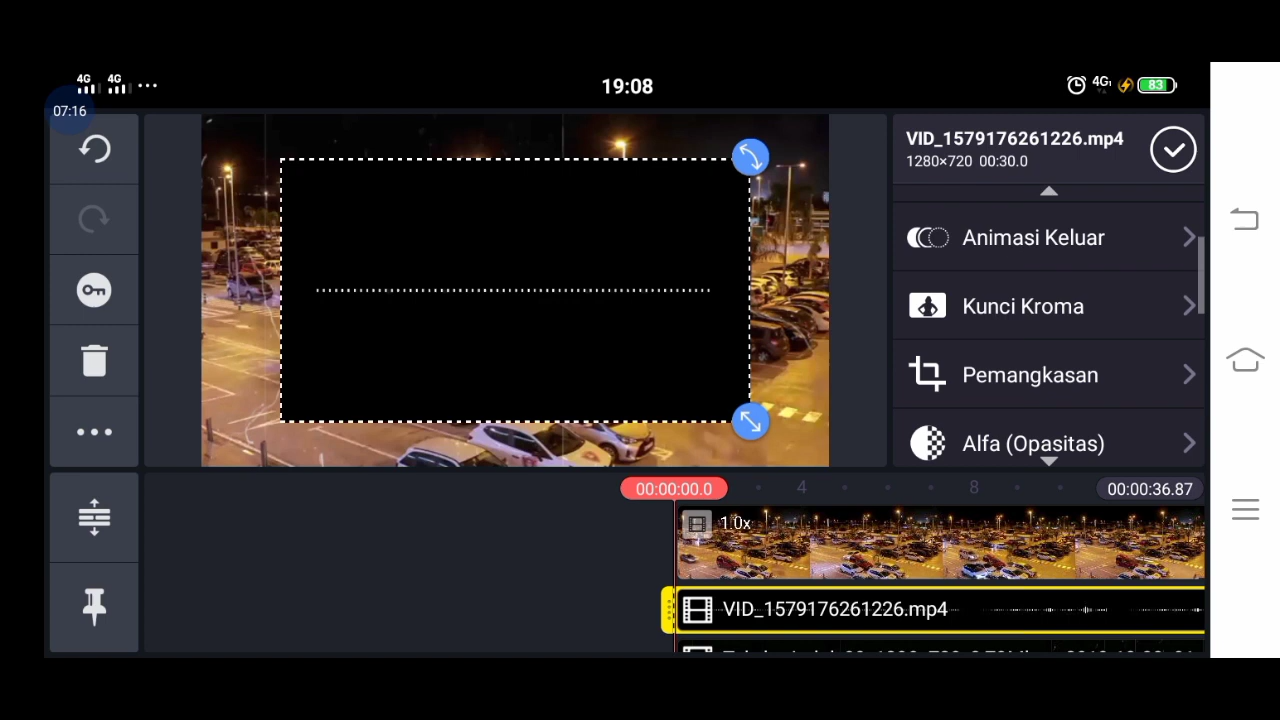 4G 4G ...
19:08
4G 83
07:16
VID_1579176261226.mp4
1280×720 00:30.0
Animasi Keluar
Kunci Kroma
Pemangkasan
Alfa (Opasitas)
00:00:00.0
4
8
00:00:36.87
1.0x
VID_1579176261226.mp4